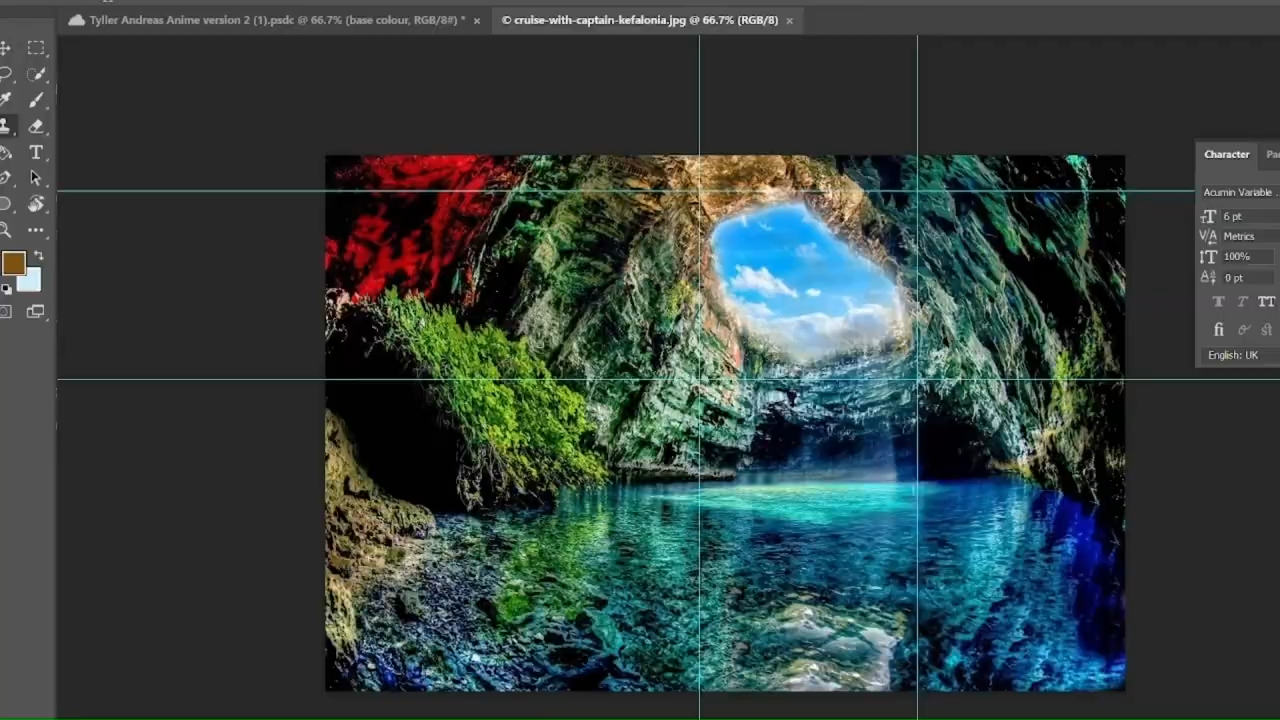 Tyller Andreas Anime version 2 (1).psdc @ 66.7% (base colour, RGB/8#) *
© cruise-with-captain-kefalonia.jpg @ 66.7% (RGB/8)
Character
Acumin Variable
6 pt
Metrics
100%
0 pt
English: UK